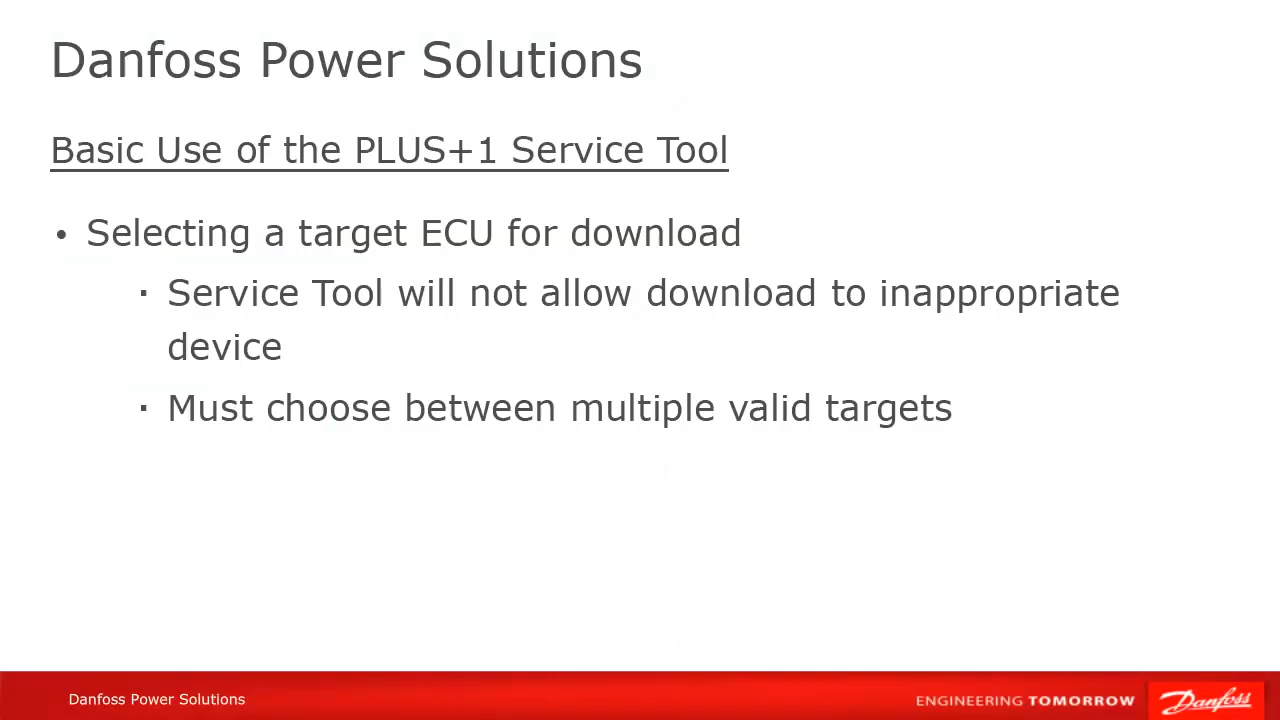 Danfoss Power Solutions
Basic Use of the PLUS+1 Service Tool
• Selecting a target ECU for download
▪ Service Tool will not allow download to inappropriate
device
▪ Must choose between multiple valid targets
Danfoss Power Solutions
ENGINEERING TOMORROW
Danfoss